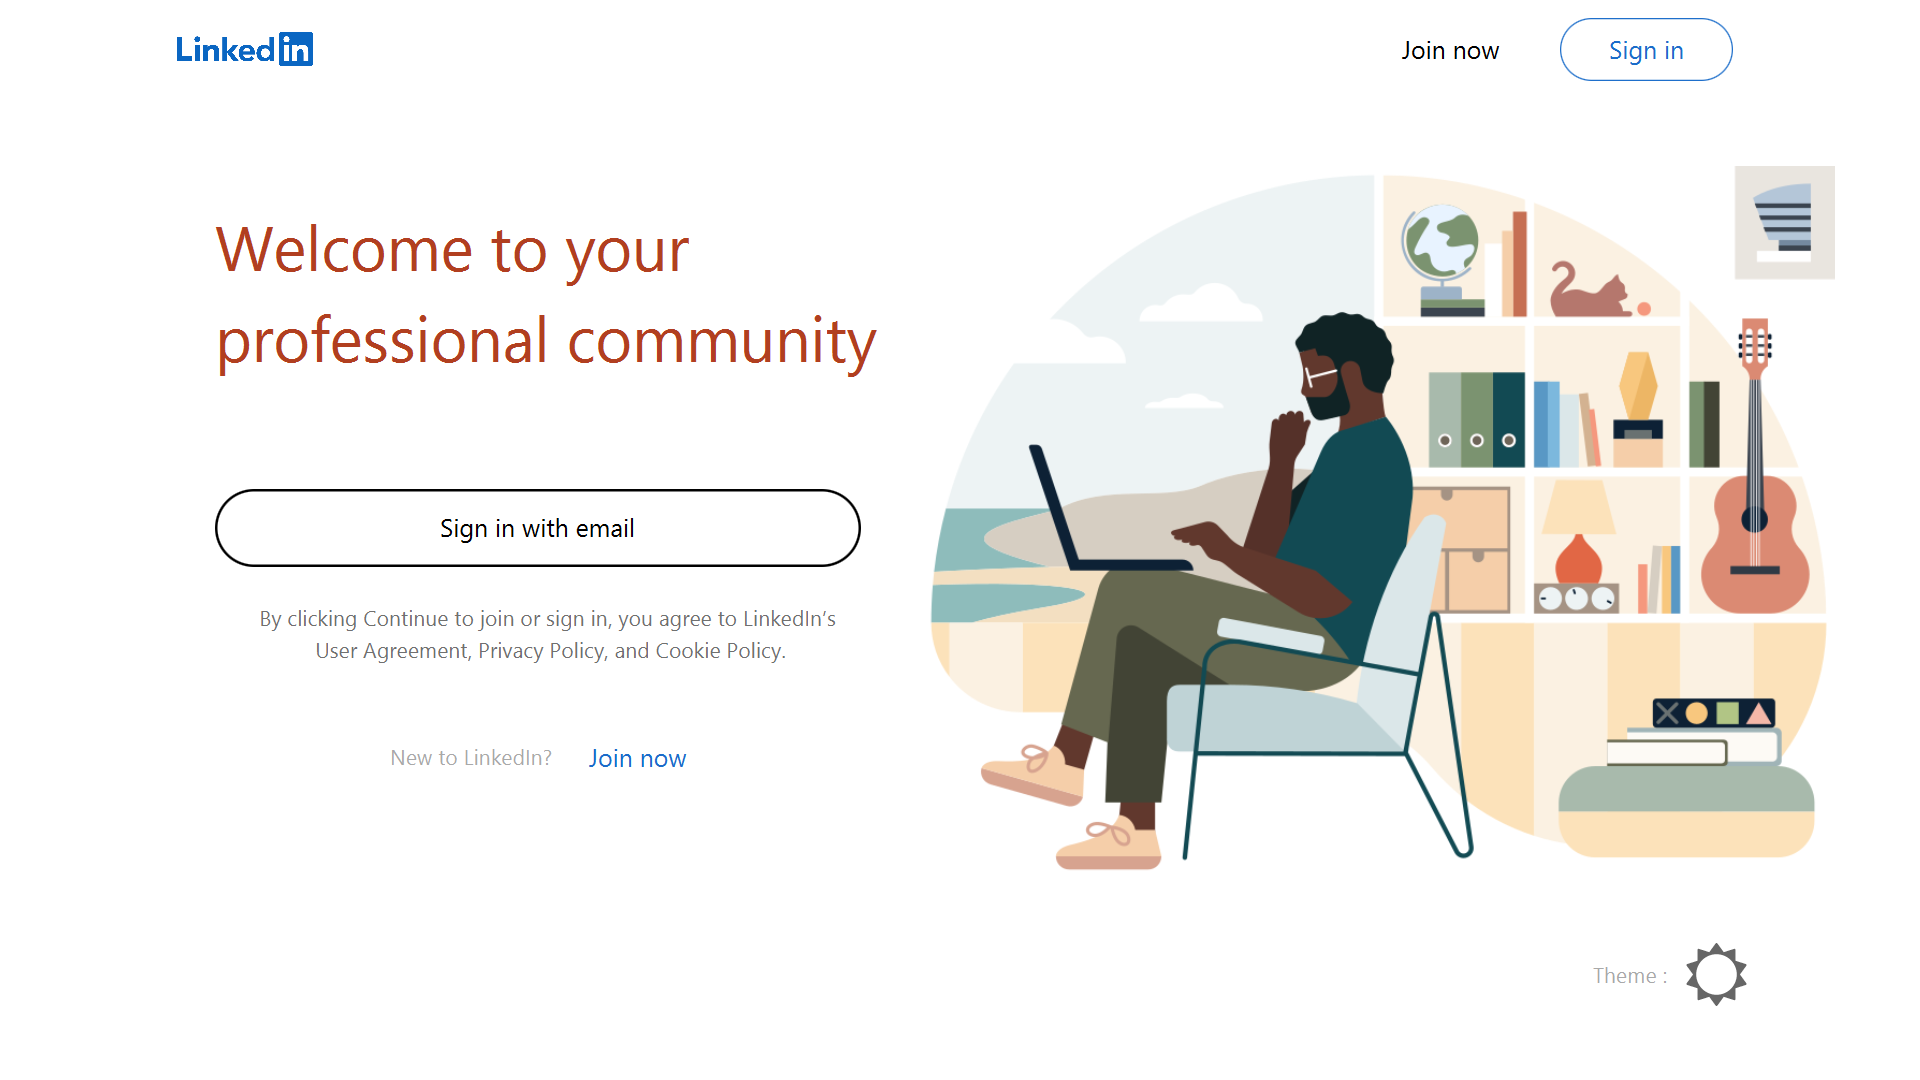 LinkedIn
Join now
Sign in
Welcome to your
professional community
Sign in with email
By clicking Continue to join or sign in, you agree to LinkedIn’s
User Agreement, Privacy Policy, and Cookie Policy.
New to LinkedIn? Join now
Theme :